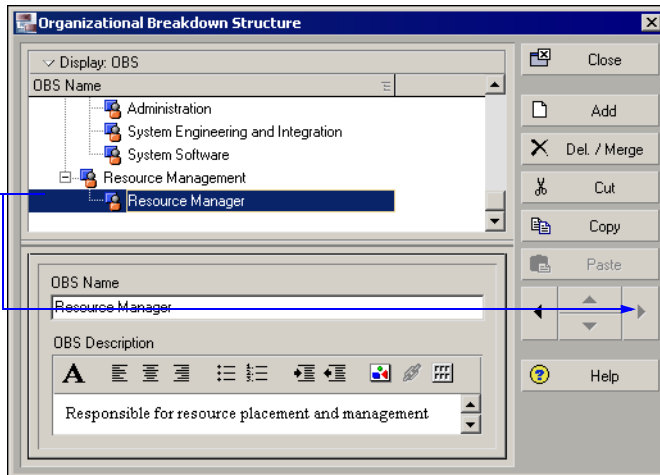 Organizational Breakdown Structure
Display: OBS
OBS Name
Administration
System Engineering and Integration
System Software
Resource Management
Resource Manager
OBS Name
Resource Manager
OBS Description
A
Responsible for resource placement and management
Close
Add
Del. / Merge
Cut
Copy
Paste
Help